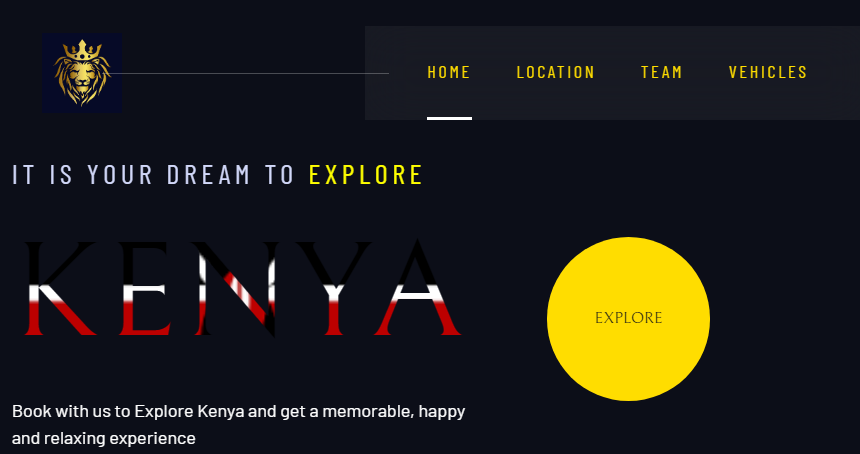 HOME LOCATION TEAM VEHICLES
IT IS YOUR DREAM TO EXPLORE
KENYA
EXPLORE
Book with us to Explore Kenya and get a memorable, happy
and relaxing experience